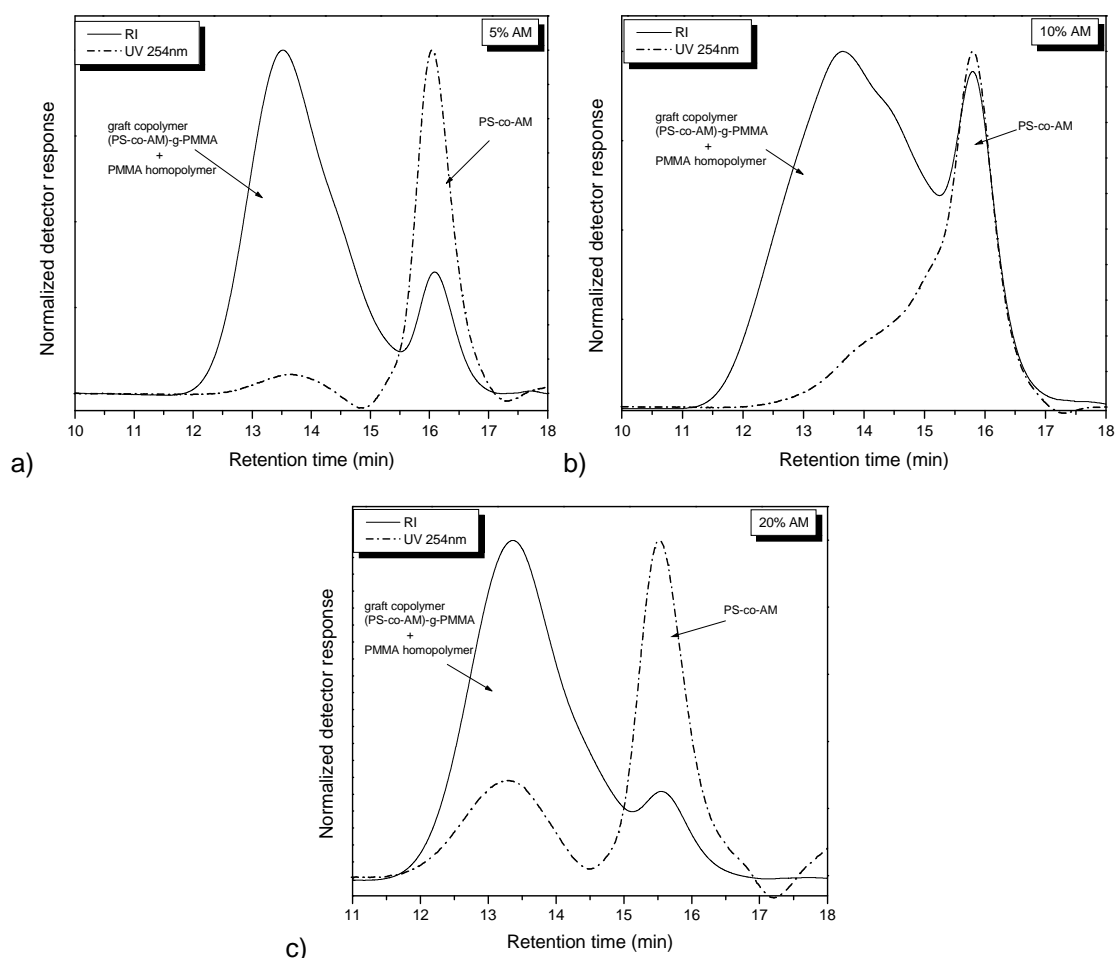 RI
UV 254nm
5% AM
graft copolymer
(PS-co-AM)-g-PMMA
+
PMMA homopolymer
PS-co-AM
Normalized detector response
10 11 12 13 14 15 16 17 18
Retention time (min)
a)
RI
UV 254nm
10% AM
graft copolymer
(PS-co-AM)-g-PMMA
+
PMMA homopolymer
PS-co-AM
Normalized detector response
10 11 12 13 14 15 16 17 18
Retention time (min)
b)
RI
UV 254nm
20% AM
graft copolymer
(PS-co-AM)-g-PMMA
+
PMMA homopolymer
PS-co-AM
Normalized detector response
11 12 13 14 15 16 17 18
Retention time (min)
c)